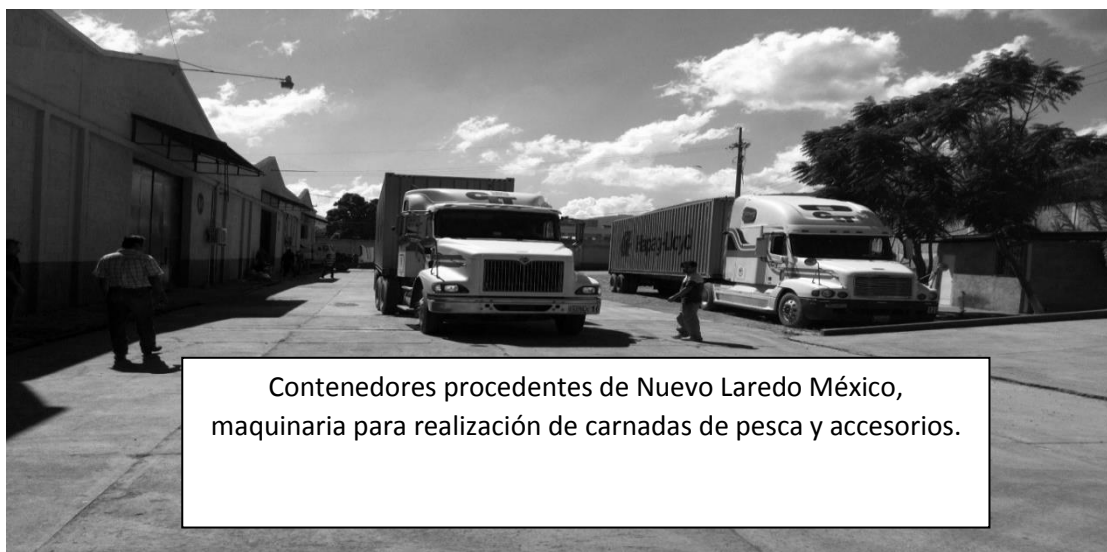 Hapag-Lloyd
Contenedores procedentes de Nuevo Laredo México,
maquinaria para realización de carnadas de pesca y accesorios.